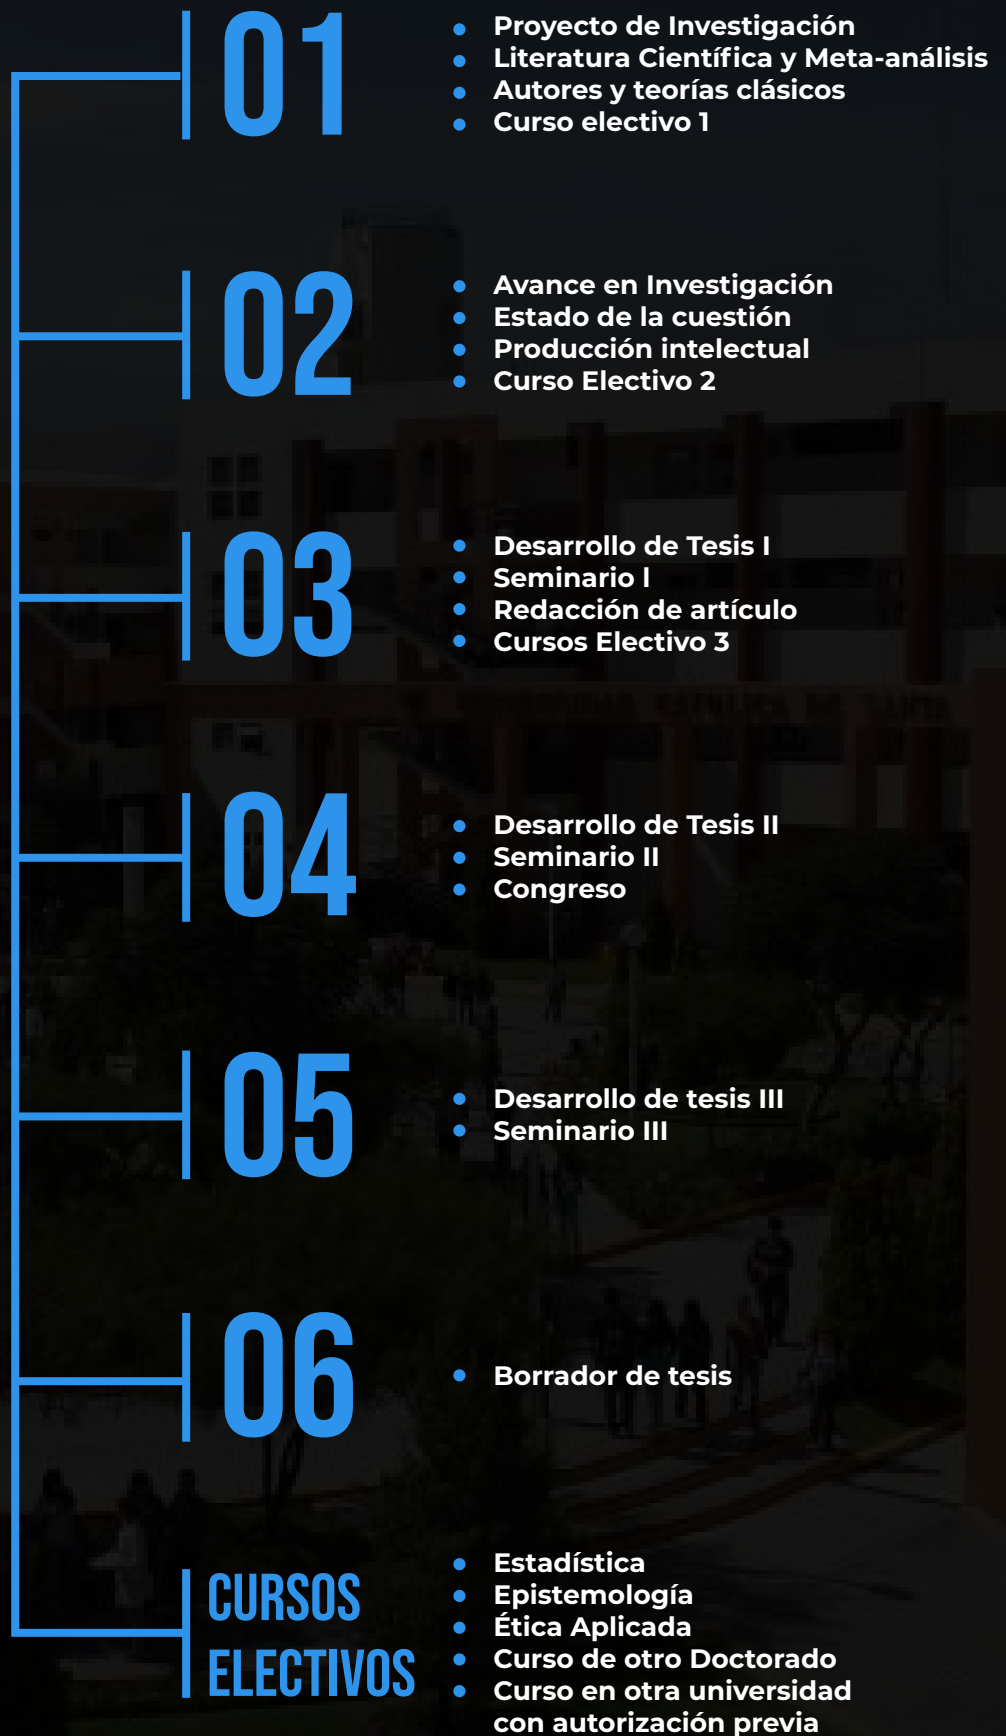 01
Proyecto de Investigación
Literatura Científica y Meta-análisis
Autores y teorías clásicos
Curso electivo 1
02
Avance en Investigación
Estado de la cuestión
Producción intelectual
Curso Electivo 2
03
Desarrollo de Tesis I
Seminario l
Redacción de artículo
Cursos Electivo 3
04
Desarrollo de Tesis II
Seminario II
Congreso
05
Desarrollo de tesis III
Seminario III
06
Borrador de tesis
CURSOS
ELECTIVOS
Estadística
Epistemología
Ética Aplicada
Curso de otro Doctorado
Curso en otra universidad
con autorización previa